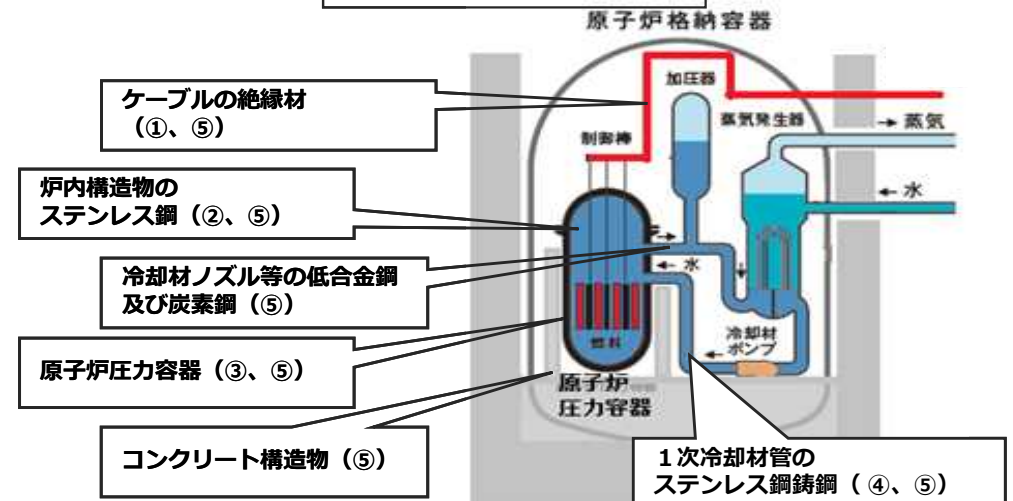 原子炉格納容器
ケーブルの絶縁材
（①、⑤）
加圧器
蒸気発生器
→ 蒸気
制御棒
炉内構造物の
ステンレス鋼（②、⑤）
← 水
冷却材ノズル等の低合金鋼
及び炭素鋼（⑤）
← 水
冷却材
ポンプ
燃料
原子炉圧力容器（③、⑤）
原子炉
圧力容器
コンクリート構造物（⑤）
１次冷却材管の
ステンレス鋼鋳鋼（ ④、⑤）